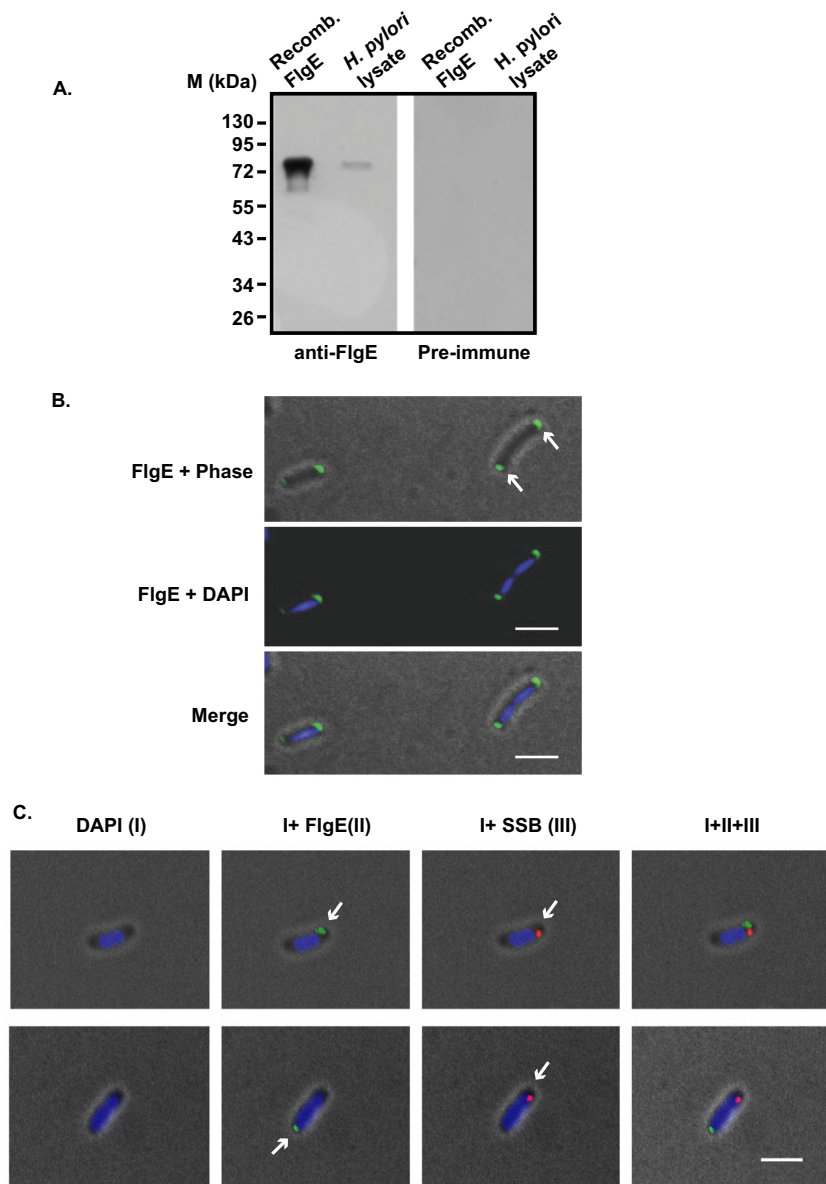 A.
M (kDa)
Recomb. FlgE
H. pylori lysate
Recomb. FlgE
H. pylori lysate
130
95
72
55
43
34
26
anti-FlgE
Pre-immune
B.
FlgE + Phase
FlgE + DAPI
Merge
C.
DAPI (I)
I+ FlgE(II)
I+ SSB (III)
I+II+III